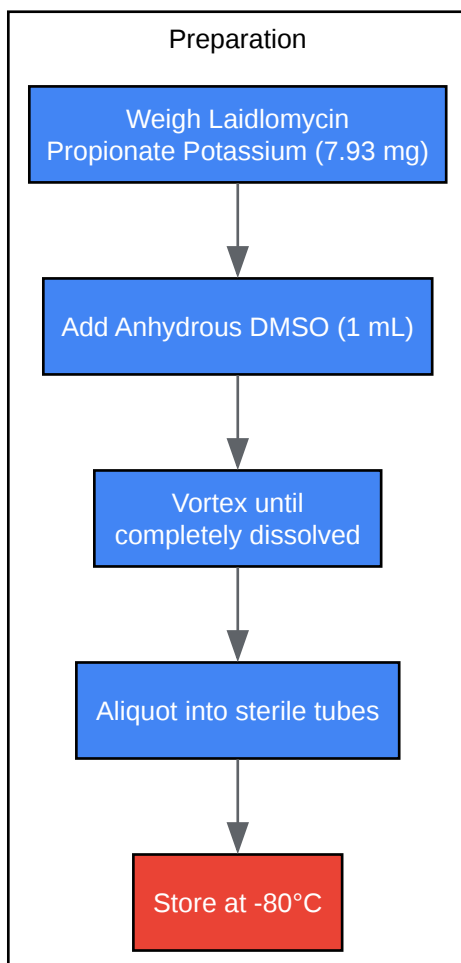 Preparation
Weigh Laidlomycin
Propionate Potassium (7.93 mg)
Add Anhydrous DMSO (1 mL)
Vortex until
completely dissolved
Aliquot into sterile tubes
Store at -80°C